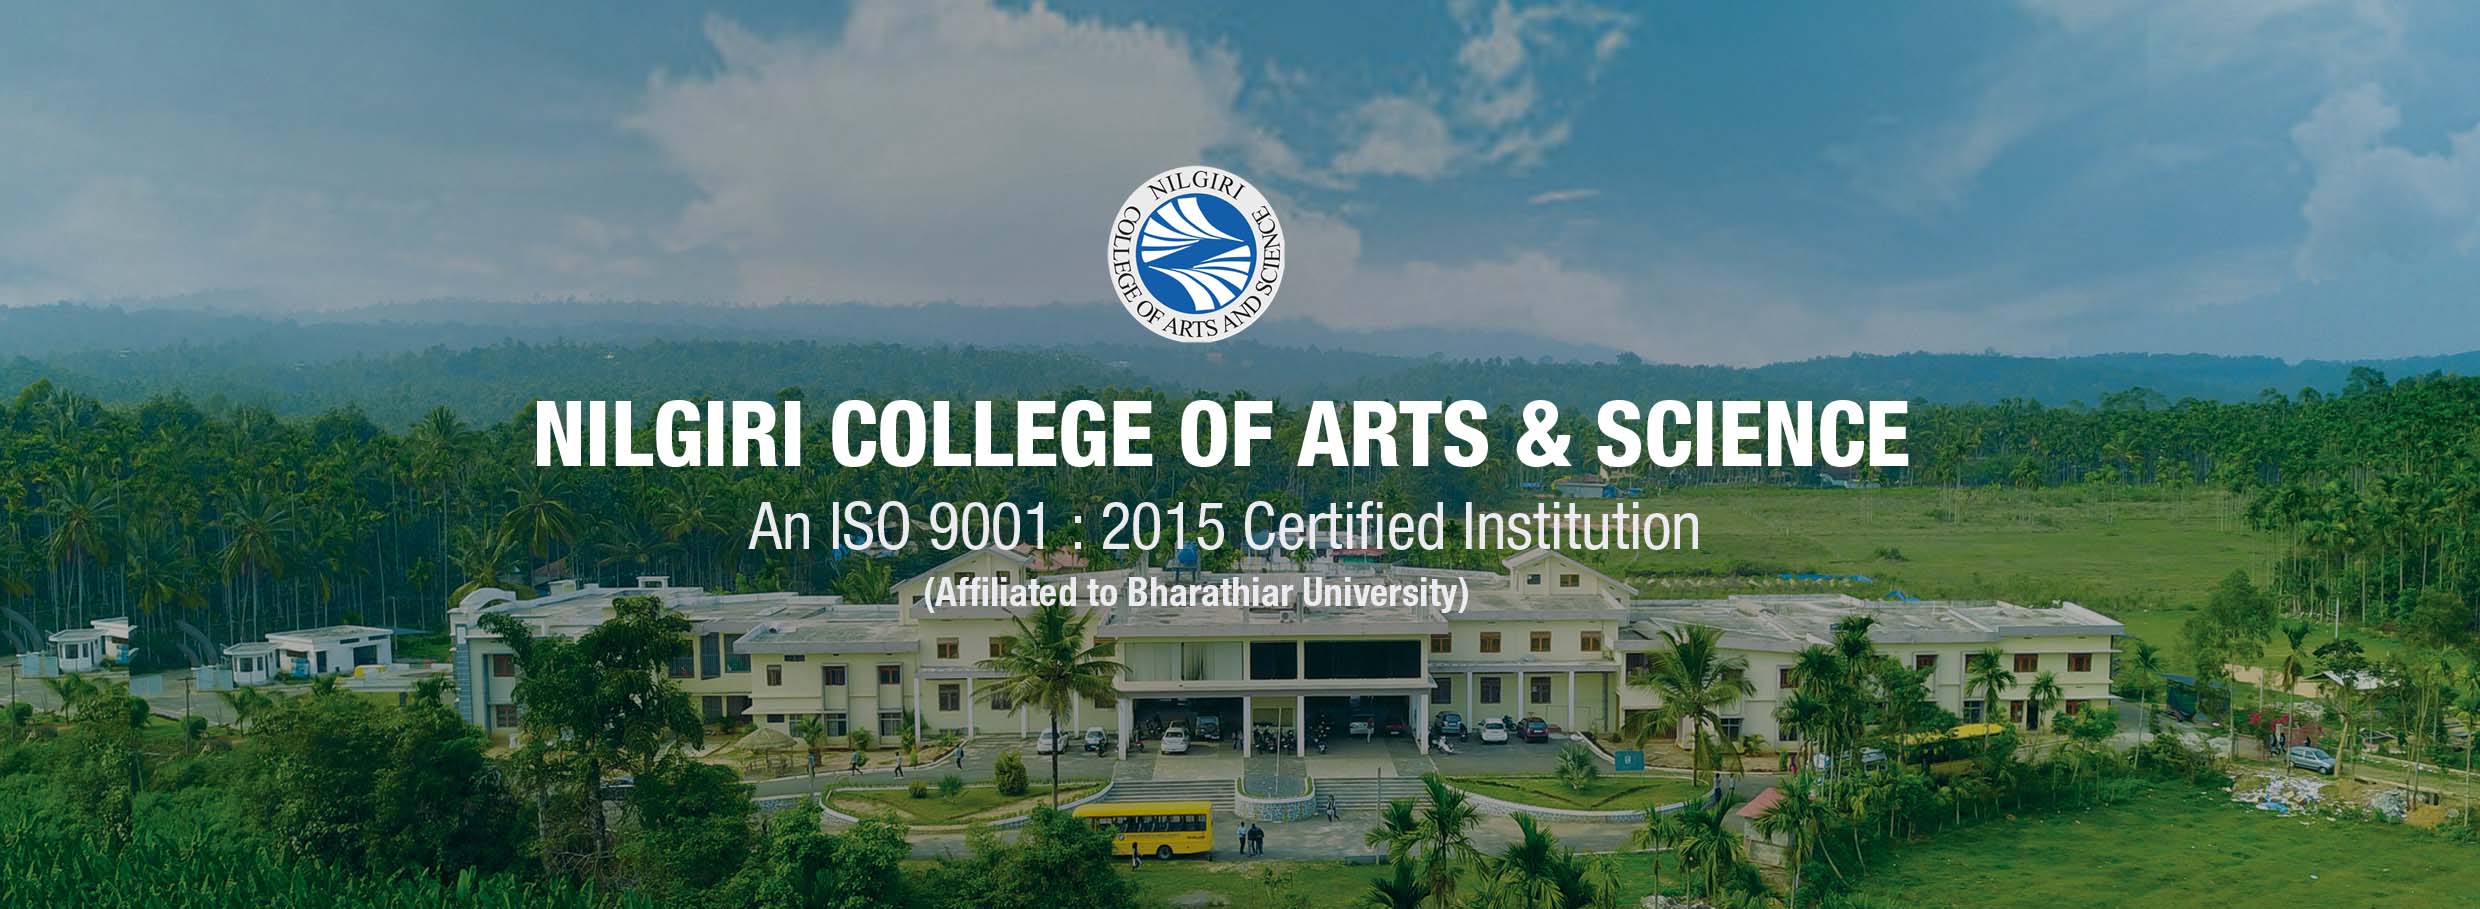 NILGIRI
COLLEGE OF ARTS AND SCIENCE
NILGIRI COLLEGE OF ARTS & SCIENCE
An ISO 9001 : 2015 Certified Institution
(Affiliated to Bharathiar University)